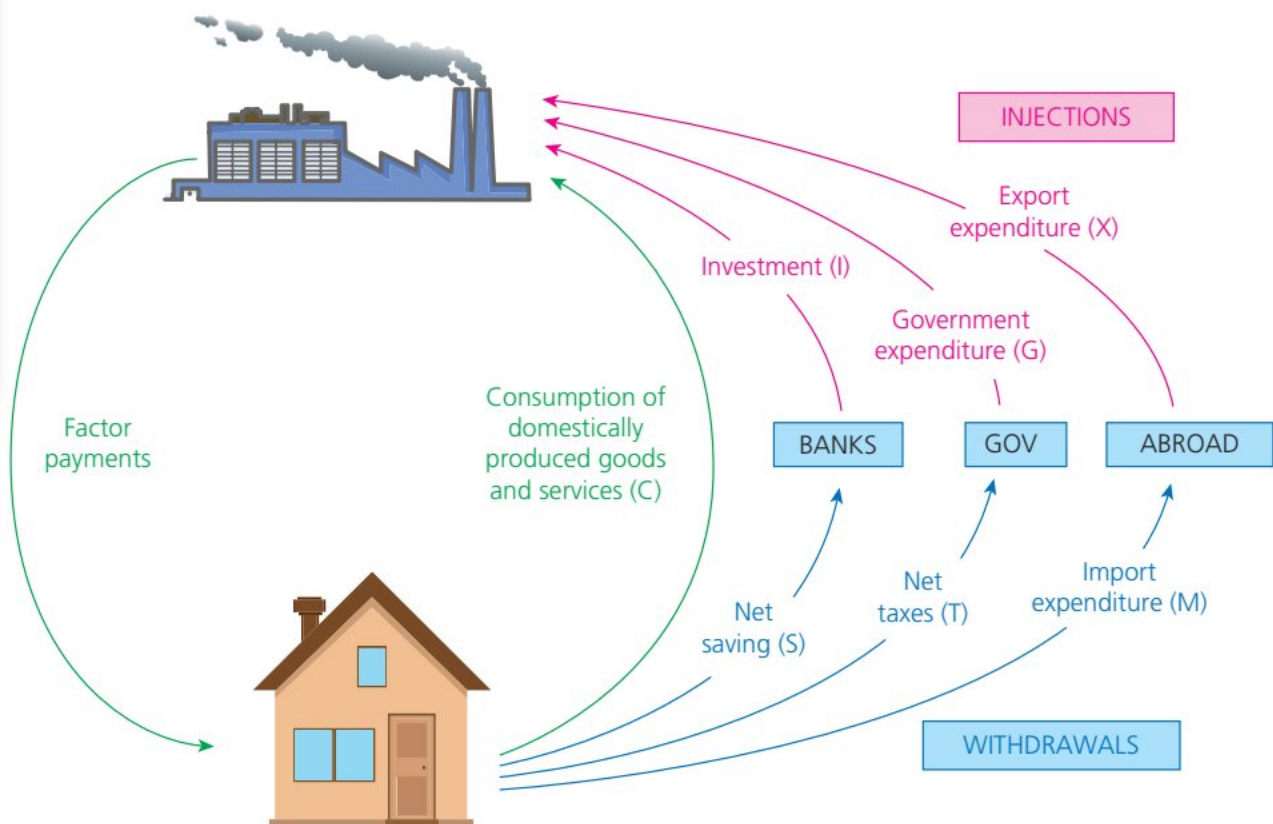 INJECTIONS
Export
expenditure (X)
Investment (I)
Government
expenditure (G)
Factor
payments
Consumption of
domestically
produced goods
and services (C)
BANKS
GOV
ABROAD
Net
saving (S)
Net
taxes (T)
Import
expenditure (M)
WITHDRAWALS